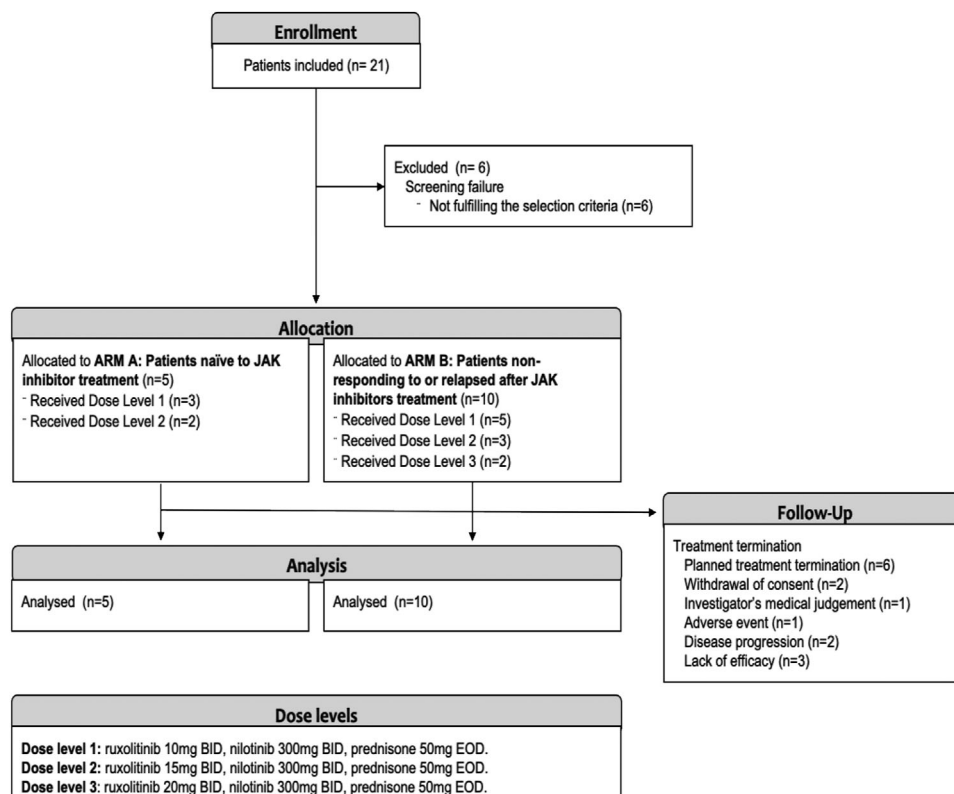 Enrollment
Patients included (n= 21)
Excluded (n= 6)
Screening failure
- Not fulfilling the selection criteria (n=6)
Allocation
Allocated to ARM A: Patients naïve to JAK
inhibitor treatment (n=5)
- Received Dose Level 1 (n=3)
- Received Dose Level 2 (n=2)
Allocated to ARM B: Patients non-
responding to or relapsed after JAK
inhibitors treatment (n=10)
- Received Dose Level 1 (n=5)
- Received Dose Level 2 (n=3)
- Received Dose Level 3 (n=2)
Follow-Up
Treatment termination
Planned treatment termination (n=6)
Withdrawal of consent (n=2)
Investigator's medical judgement (n=1)
Adverse event (n=1)
Disease progression (n=2)
Lack of efficacy (n=3)
Analysis
Analysed (n=5)
Analysed (n=10)
Dose levels
Dose level 1: ruxolitinib 10mg BID, nilotinib 300mg BID, prednisone 50mg EOD.
Dose level 2: ruxolitinib 15mg BID, nilotinib 300mg BID, prednisone 50mg EOD.
Dose level 3: ruxolitinib 20mg BID, nilotinib 300mg BID, prednisone 50mg EOD.